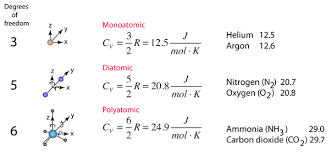 Degrees
of
freedom
Monoatomic
3 z y x C_v = 3/2 R = 12.5 J/mol · K Helium 12.5
Argon 12.6
Diatomic
5 z y x C_v = 5/2 R = 20.8 J/mol · K Nitrogen (N₂) 20.7
Oxygen (O₂) 20.8
Polyatomic
6 z y x C_v = 6/2 R = 24.9 J/mol · K Ammonia (NH₃) 29.0
Carbon dioxide (CO₂) 29.7